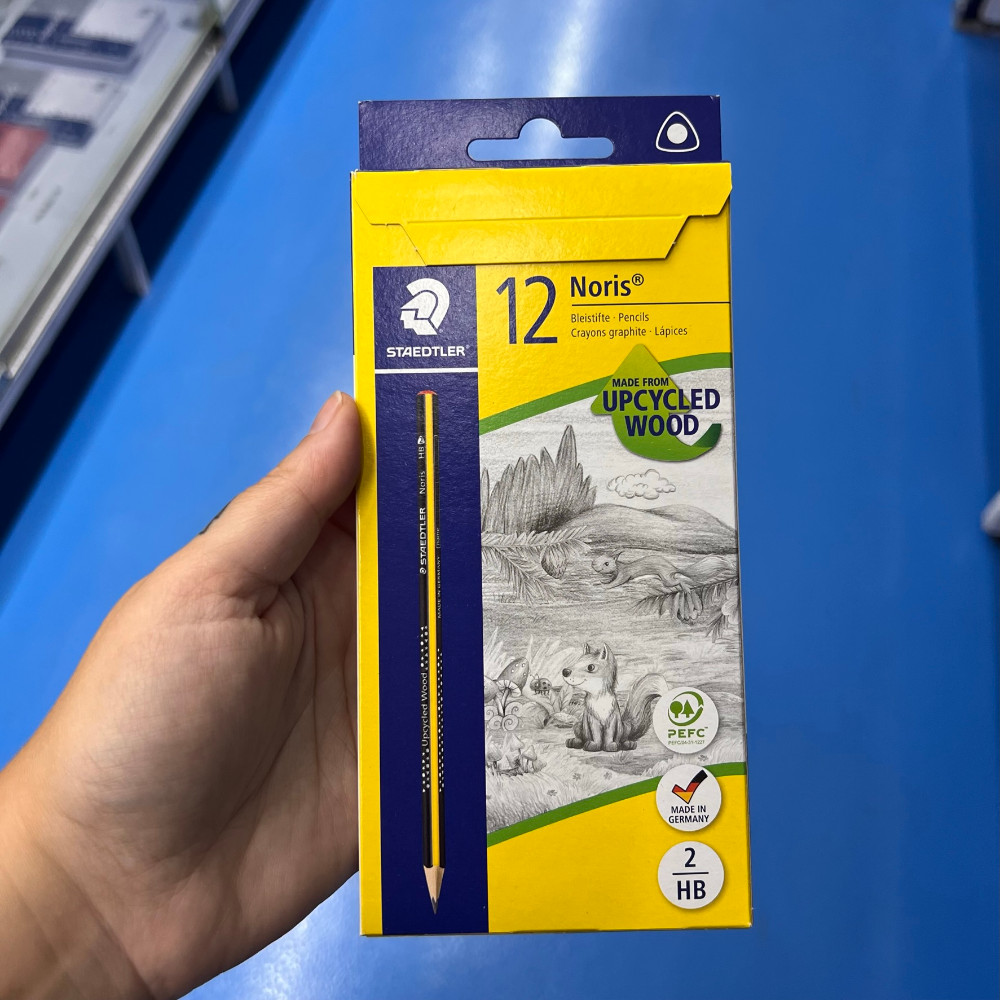 12
Noris®
Bleistifte · Pencils
Crayons graphite · Lápices
STAEDTLER®
MADE FROM
UPCYCLED
WOOD
Upcycled Wood STAEDTLER Noris HB
MADE IN GERMANY
PEFC™
MADE IN
GERMANY
2
HB